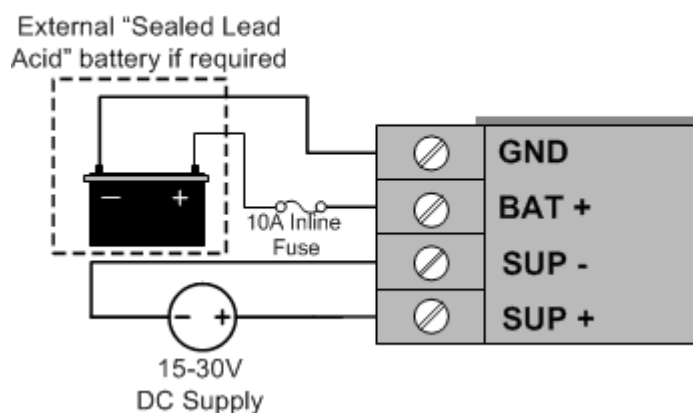 External “Sealed Lead
Acid” battery if required
GND
— +
BAT +
10A Inline
Fuse
SUP -
- +
SUP +
15-30V
DC Supply